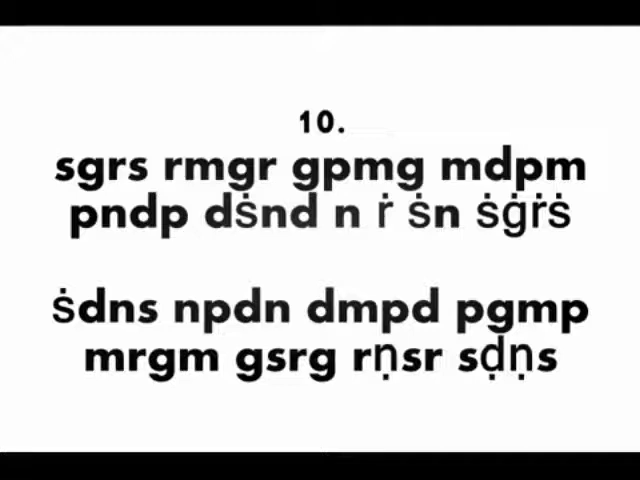 10.
sgrs rmgr gpmg mdpm
pndp dṡnd n ṙ ṡn ṡġṙṡ
ṡdns npdn dmpd pgmp
mrgm gsrg rṇsr sḍṇs